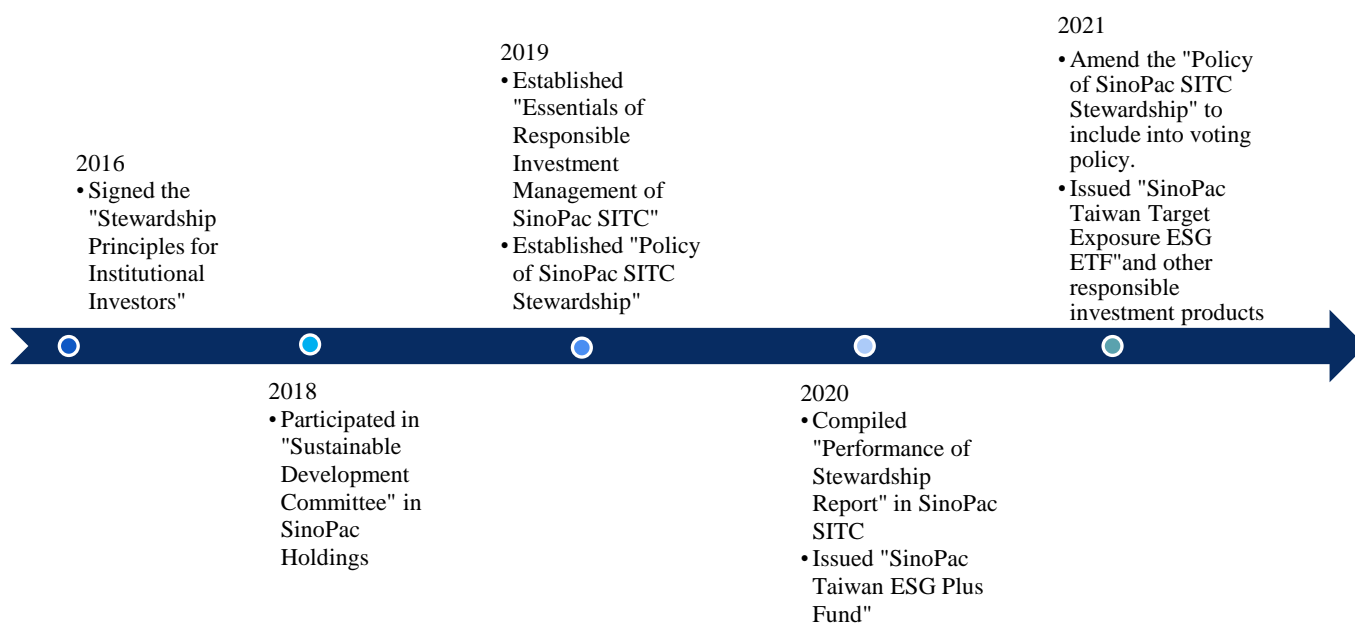 2016
• Signed the
"Stewardship
Principles for
Institutional
Investors"
2018
• Participated in
"Sustainable
Development
Committee" in
SinoPac
Holdings
2019
• Established
"Essentials of
Responsible
Investment
Management of
SinoPac SITC"
• Established "Policy
of SinoPac SITC
Stewardship"
2020
• Compiled
"Performance of
Stewardship
Report" in SinoPac
SITC
• Issued "SinoPac
Taiwan ESG Plus
Fund"
2021
• Amend the "Policy
of SinoPac SITC
Stewardship" to
include into voting
policy.
• Issued "SinoPac
Taiwan Target
Exposure ESG
ETF"and other
responsible
investment products